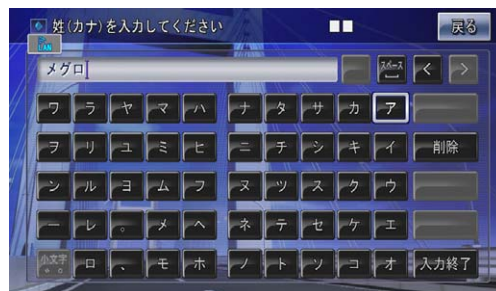 姓(カナ)を入力してください
戻る
LAN
メグロ
スペース < >
ワ ラ ヤ マ ハ ナ タ サ カ ア
ヲ リ ユ ミ ヒ ニ チ シ キ イ 削除
ン ル ヨ ム フ ヌ ツ ス ク ウ
ー レ 。 メ ヘ ネ テ セ ケ エ
小文字 ロ 、 モ ホ ノ ト ソ コ オ 入力終了